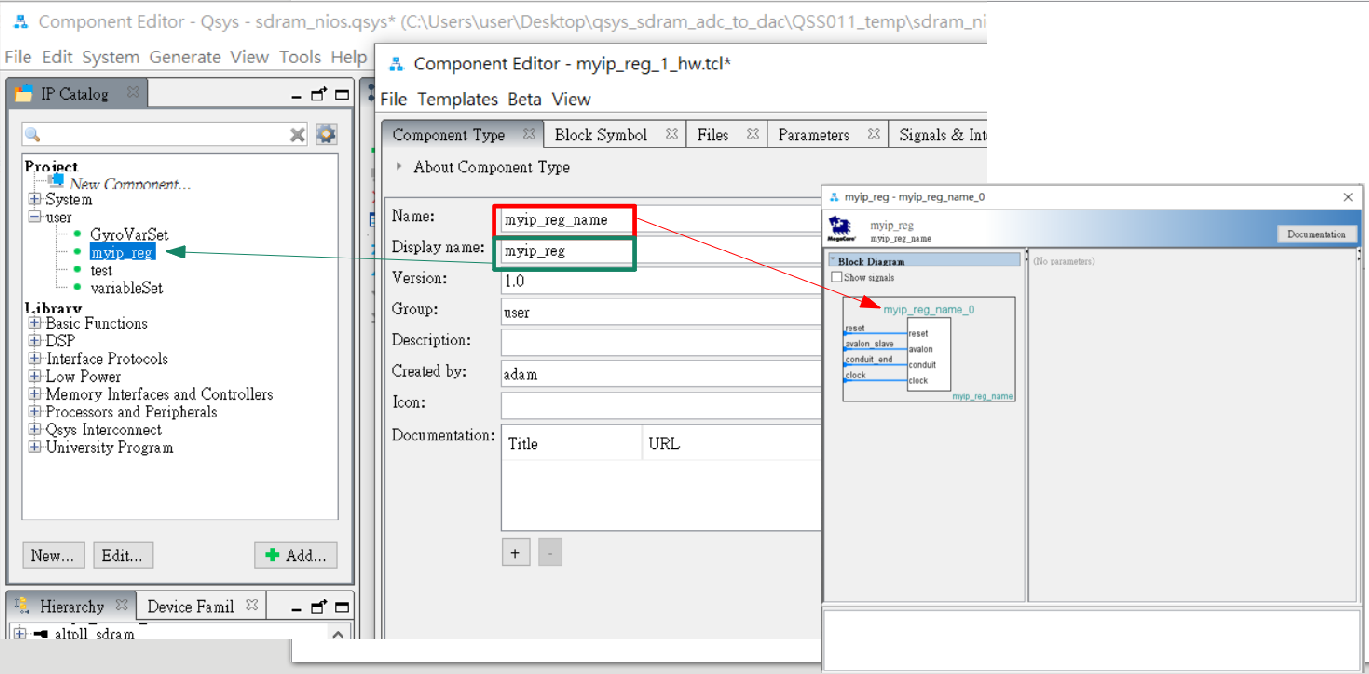 Component Editor - Qsys - sdram_nios.qsys* (C:\Users\user\Desktop\qsys_sdram_adc_to_dac\QSS011_temp\sdram_ni
File Edit System Generate View Tools Help
IP Catalog
Project
New Component...
System
user
GyroVarSet
myip_reg
test
variableSet
Library
Basic Functions
DSP
Interface Protocols
Low Power
Memory Interfaces and Controllers
Processors and Peripherals
Qsys Interconnect
University Program
New... Edit... Add...
Hierarchy Device Famil
altpll_sdram
Component Editor - myip_reg_1_hw.tcl*
File Templates Beta View
Component Type Block Symbol Files Parameters Signals & Int
About Component Type
Name: myip_reg_name
Display name: myip_reg
Version: 1.0
Group: user
Description:
Created by: adam
Icon:
Documentation: Title URL
+ -
myip_reg - myip_reg_name_0
myip_reg
myip_reg_name
MegaCore
Documentation
Block Diagram
(No parameters)
Show signals
myip_reg_name_0
reset reset
avalon_slave avalon
conduit_end conduit
clock clock
myip_reg_name